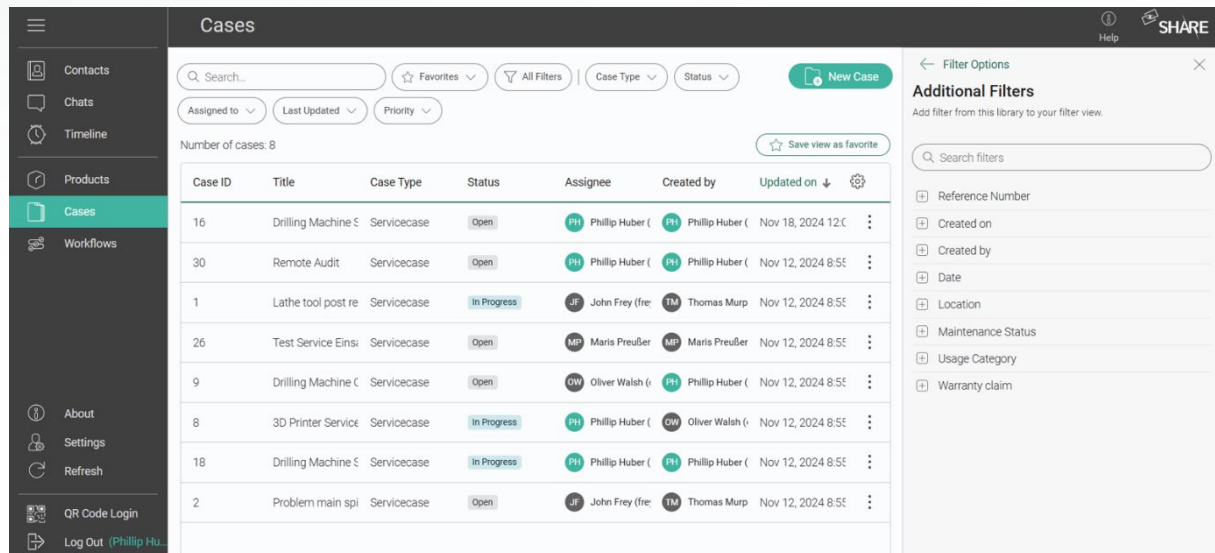 Cases
Help
SHARE
Contacts
Chats
Timeline
Products
Cases
Workflows
About
Settings
Refresh
QR Code Login
Log Out (Phillip Hu...
Search...
Favorites
All Filters
Case Type
Status
New Case
Assigned to
Last Updated
Priority
Number of cases: 8
Save view as favorite
Case ID Title Case Type Status Assignee Created by Updated on
16 Drilling Machine S Servicecase Open PH Phillip Huber ( PH Phillip Huber ( Nov 18, 2024 12:0
30 Remote Audit Servicecase Open PH Phillip Huber ( PH Phillip Huber ( Nov 12, 2024 8:55
1 Lathe tool post re Servicecase In Progress JF John Frey (fre TM Thomas Murp Nov 12, 2024 8:55
26 Test Service Einsa Servicecase Open MP Maris Preußer MP Maris Preußer Nov 12, 2024 8:55
9 Drilling Machine C Servicecase Open OW Oliver Walsh ( PH Phillip Huber ( Nov 12, 2024 8:55
8 3D Printer Service Servicecase In Progress PH Phillip Huber ( OW Oliver Walsh ( Nov 12, 2024 8:55
18 Drilling Machine S Servicecase In Progress PH Phillip Huber ( PH Phillip Huber ( Nov 12, 2024 8:55
2 Problem main spi Servicecase Open JF John Frey (fre TM Thomas Murp Nov 12, 2024 8:55
Filter Options
Additional Filters
Add filter from this library to your filter view.
Search filters
Reference Number
Created on
Created by
Date
Location
Maintenance Status
Usage Category
Warranty claim